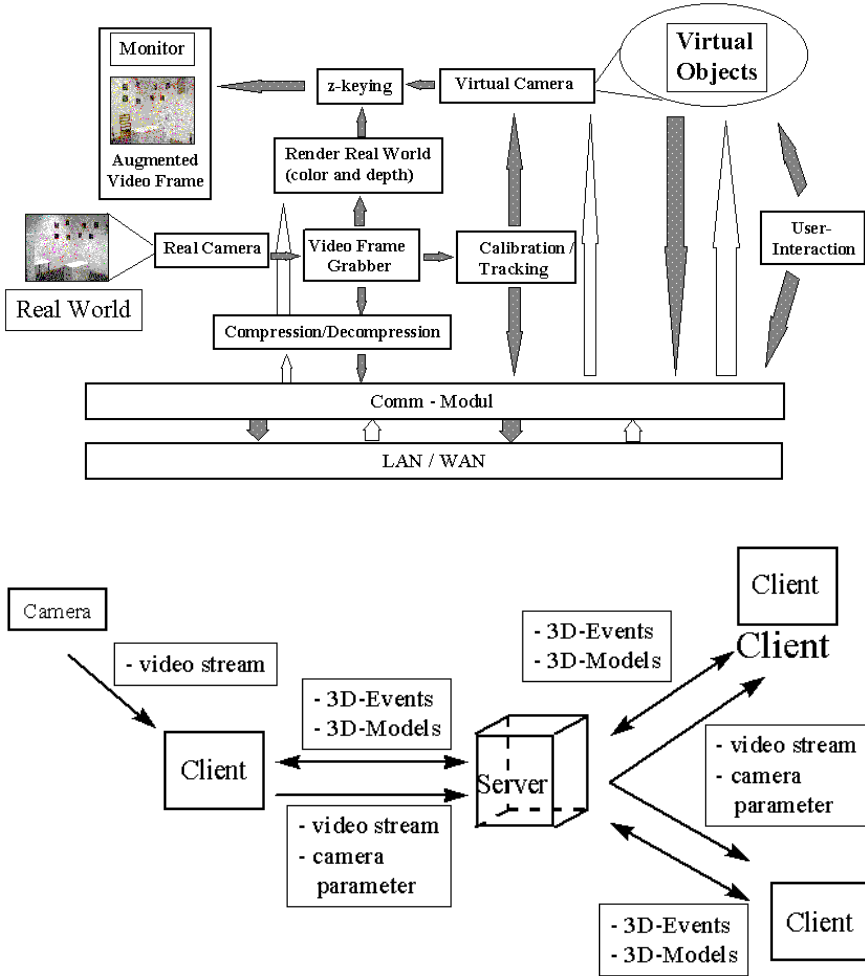 Monitor
Augmented
Video Frame
z-keying
Virtual Camera
Virtual
Objects
Render Real World
(color and depth)
Real World
Real Camera
Video Frame
Grabber
Calibration /
Tracking
User-
Interaction
Compression/Decompression
Comm - Modul
LAN / WAN
Camera
- video stream
Client
- 3D-Events
- 3D-Models
- video stream
- camera
parameter
Server
- 3D-Events
- 3D-Models
Client
Client
- video stream
- camera
parameter
- 3D-Events
- 3D-Models
Client